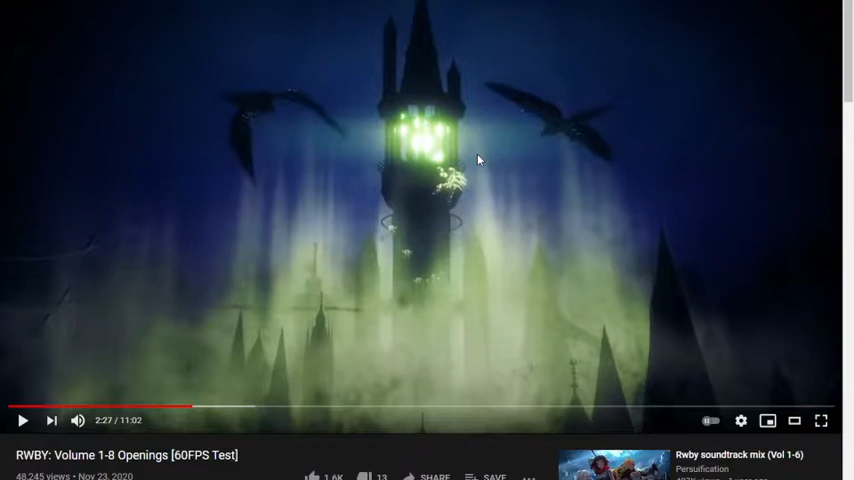 2:27 / 11:02
RWBY: Volume 1-8 Openings [60FPS Test]
48,245 views • Nov 23, 2020
1.6K
13
SHARE
SAVE
Rwby soundtrack mix (Vol 1-6)
Persuification